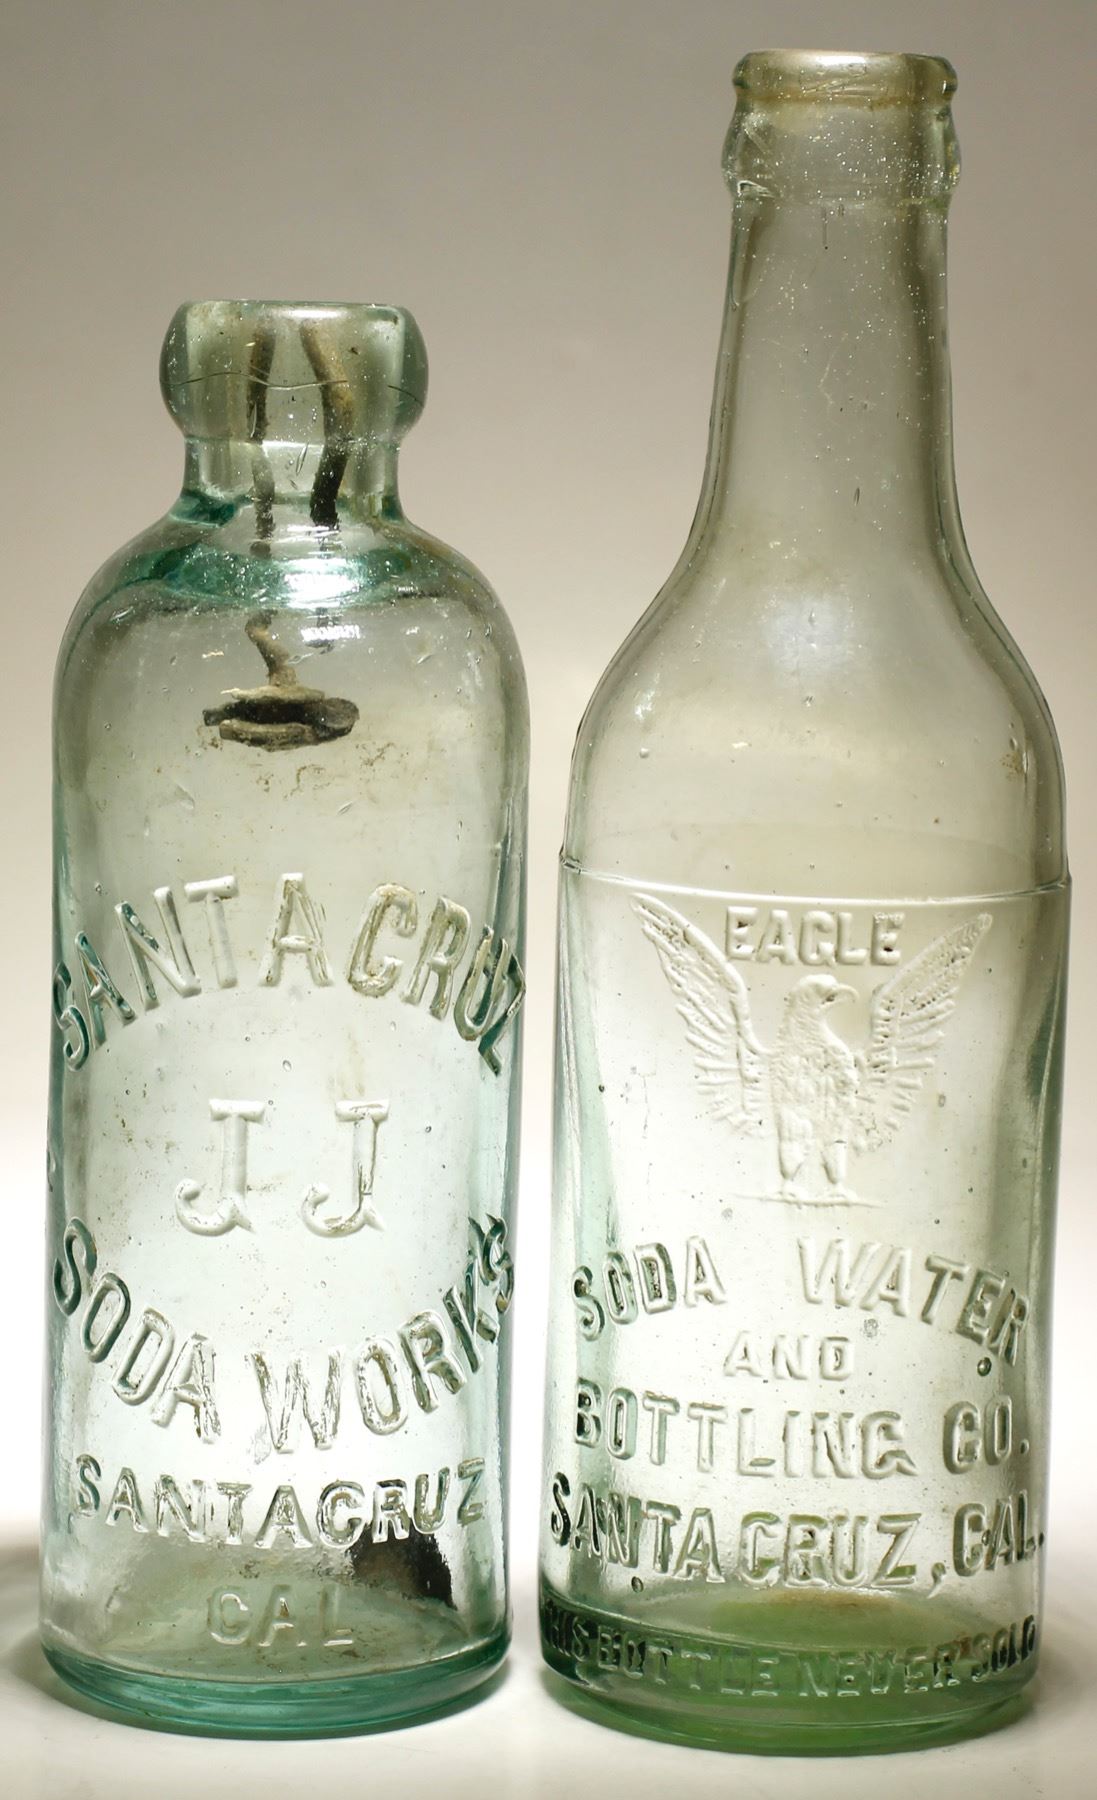 SANTA CRUZ
J J
SODA WORKS
SANTA CRUZ
CAL
EAGLE
SODA WATER
AND
BOTTLING CO.
SANTA CRUZ, CAL.
THIS BOTTLE NEVER SOLD